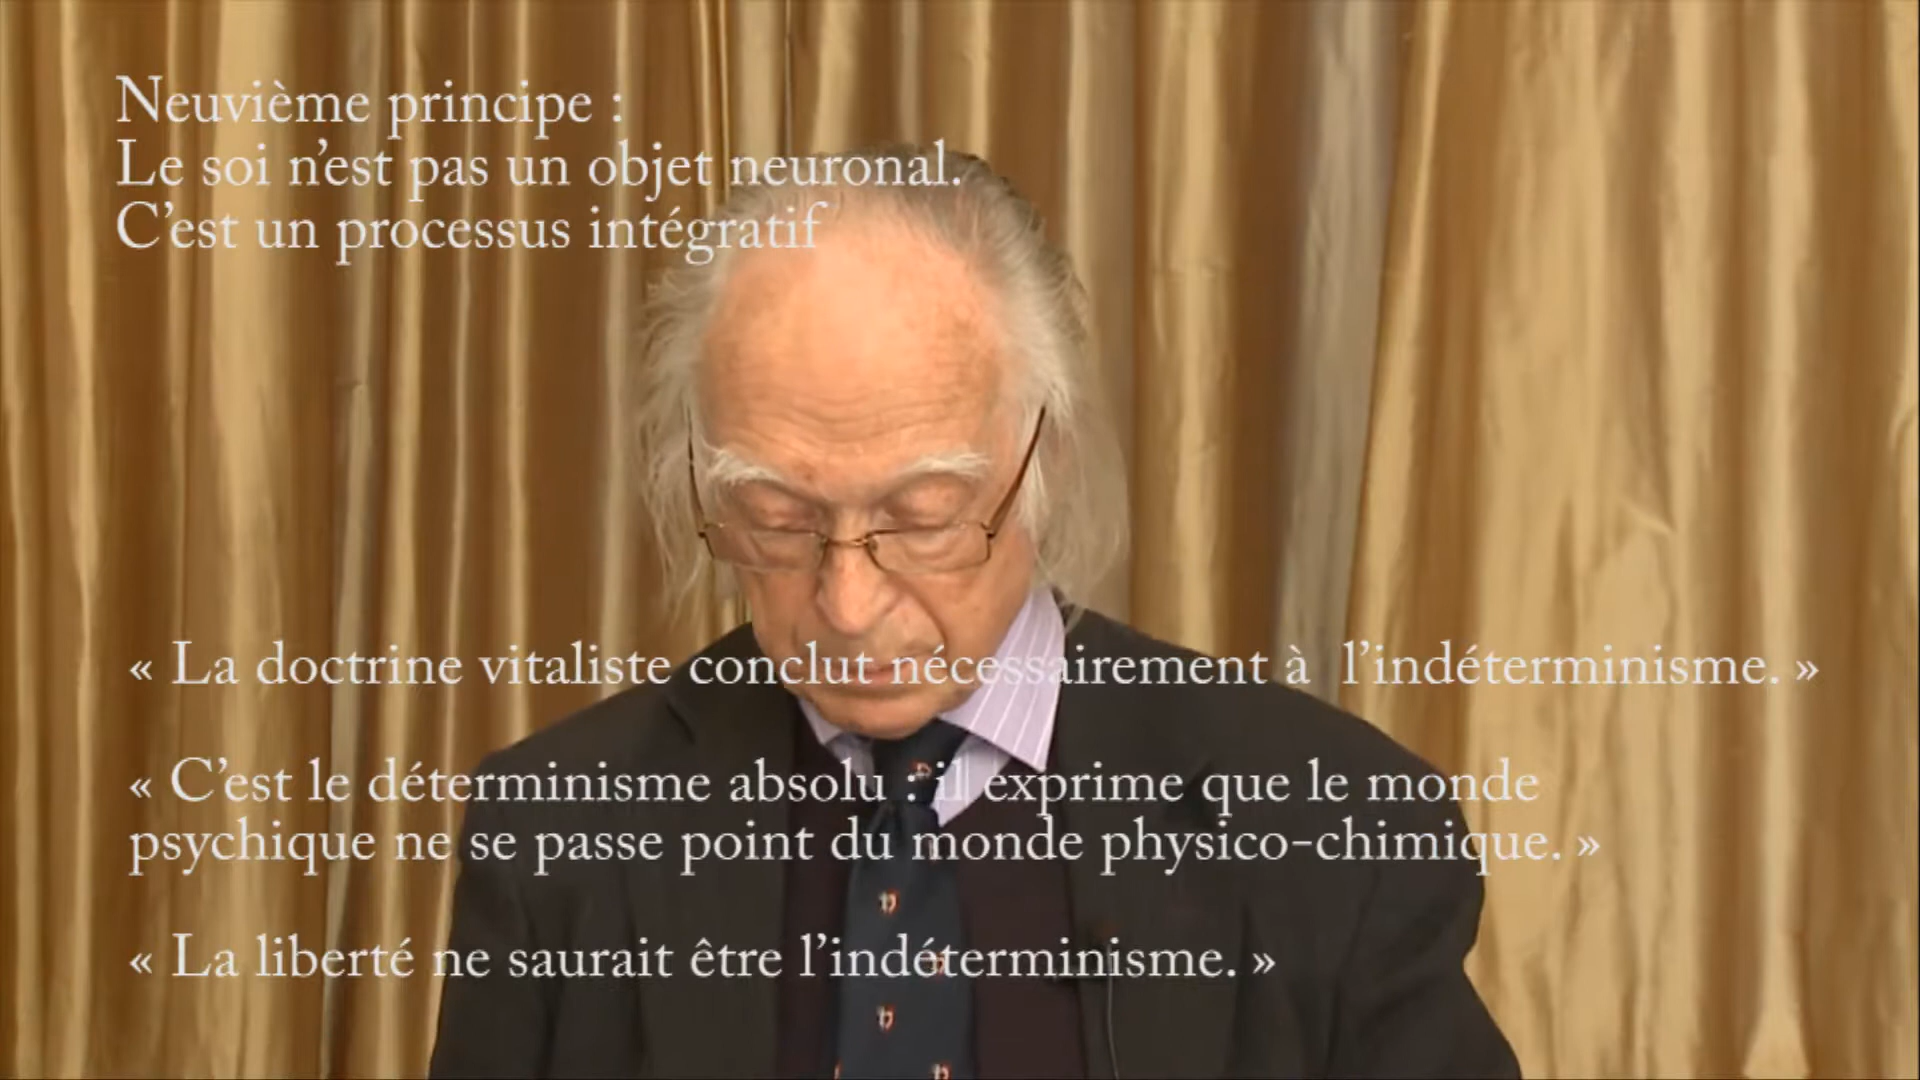 Neuvième principe :
Le soi n’est pas un objet neuronal.
C’est un processus intégratif
« La doctrine vitaliste conclut nécessairement à l’indéterminisme. »
« C’est le déterminisme absolu : il exprime que le monde
psychique ne se passe point du monde physico-chimique. »
« La liberté ne saurait être l’indéterminisme. »